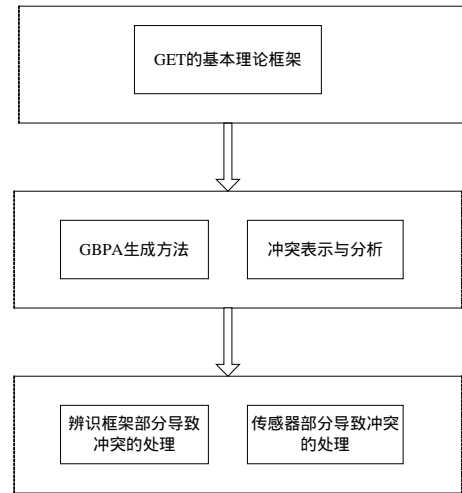 GET的基本理论框架
GBPA生成方法
冲突表示与分析
辨识框架部分导致
冲突的处理
传感器部分导致冲突
的处理